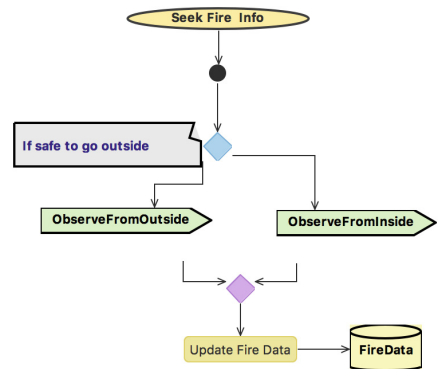 Seek Fire Info
If safe to go outside
ObserveFromOutside
ObserveFromInside
Update Fire Data
FireData